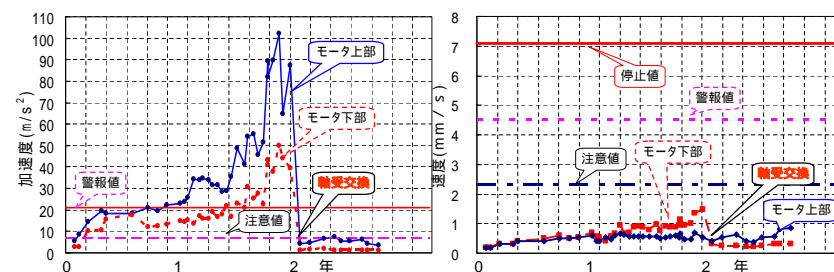 110
100
90
80
70
60
50
40
30
20
10
0
加速度(m/s²)
モータ上部
モータ下部
警報値
注意値
軸受交換
0
1
2
年
8
7
6
5
4
3
2
1
0
速度(mm/s)
停止値
警報値
注意値
モータ下部
軸受交換
モータ上部
0
1
2
年